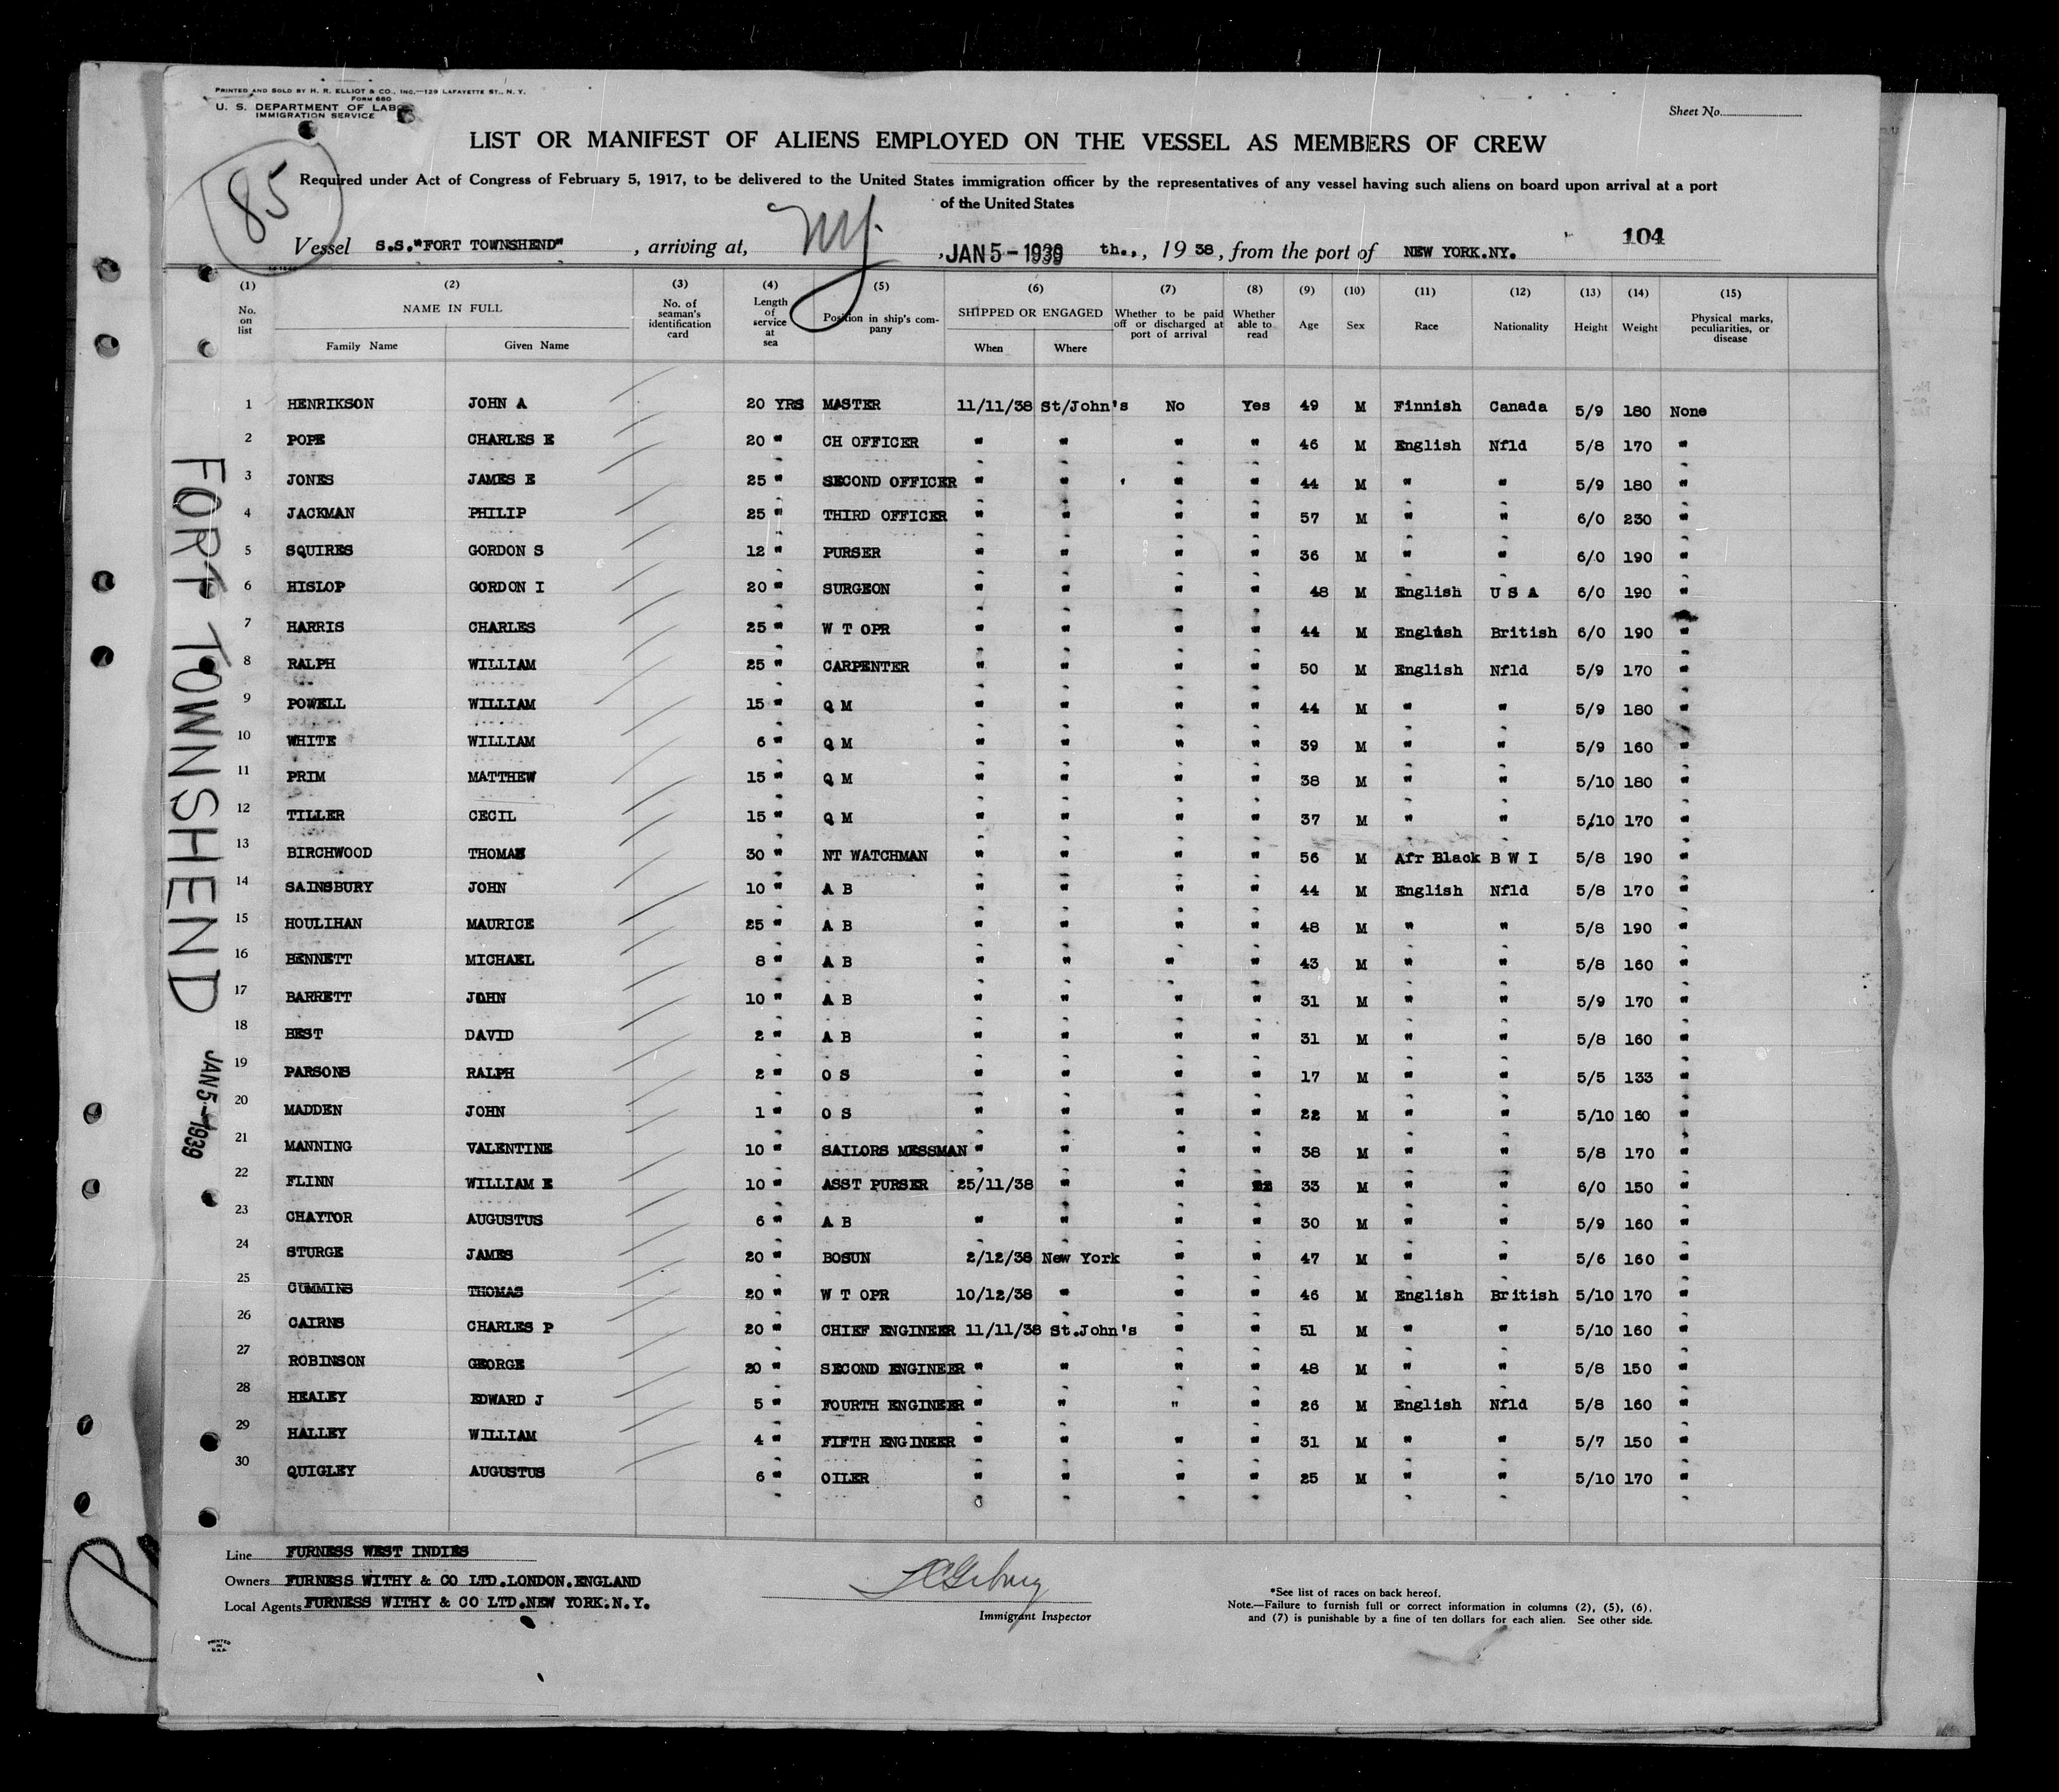 PRINTED AND SOLD BY H. R. ELLIOT & CO., INC.—129 LAFAYETTE ST., N. Y.
FORM 680
U. S. DEPARTMENT OF LABOR
IMMIGRATION SERVICE
Sheet No.
LIST OR MANIFEST OF ALIENS EMPLOYED ON THE VESSEL AS MEMBERS OF CREW
85
Required under Act of Congress of February 5, 1917, to be delivered to the United States immigration officer by the representatives of any vessel having such aliens on board upon arrival at a port
of the United States
104
Vessel S.S."FORT TOWNSHEND", arriving at, NY. , JAN 5 - 1939 th., , 19 38, from the port of NEW YORK.NY.
(1) (2) (3) (4) (5) (6) (7) (8) (9) (10) (11) (12) (13) (14) (15)
No. on list NAME IN FULL No. of seaman's identification card Length of service at sea Position in ship's company SHIPPED OR ENGAGED Whether to be paid off or discharged at port of arrival Whether able to read Age Sex Race Nationality Height Weight Physical marks, peculiarities, or disease
Family Name Given Name When Where
1 HENRIKSON JOHN A 20 YRS MASTER 11/11/38 St/John's No Yes 49 M Finnish Canada 5/9 180 None
2 POPE CHARLES E 20 " CH OFFICER " " " " 46 M English Nfld 5/8 170 "
3 JONES JAMES E 25 " SECOND OFFICER " " " " 44 M " " 5/9 180 "
4 JACKMAN PHILIP 25 " THIRD OFFICER " " " " 57 M " " 6/0 230 "
5 SQUIRES GORDON S 12 " PURSER " " " " 36 M " " 6/0 190 "
6 HISLOP GORDON I 20 " SURGEON " " " " 48 M English U S A 6/0 190 "
7 HARRIS CHARLES 25 " W T OPR " " " " 44 M English British 6/0 190 "
8 RALPH WILLIAM 25 " CARPENTER " " " " 50 M English Nfld 5/9 170 "
9 POWELL WILLIAM 15 " Q M " " " " 44 M " " 5/9 180 "
10 WHITE WILLIAM 6 " Q M " " " " 39 M " " 5/9 160 "
11 PRIM MATTHEW 15 " Q M " " " " 38 M " " 5/10 180 "
12 TILLER CECIL 15 " Q M " " " " 37 M " " 5/10 170 "
13 BIRCHWOOD THOMAS 30 " NT WATCHMAN " " " " 56 M Afr Black B W I 5/8 190 "
14 SAINSBURY JOHN 10 " A B " " " " 44 M English Nfld 5/8 170 "
15 HOULIHAN MAURICE 25 " A B " " " " 48 M " " 5/8 190 "
16 BENNETT MICHAEL 8 " A B " " " " 43 M " " 5/8 160 "
17 BARRETT JOHN 10 " A B " " " " 31 M " " 5/9 170 "
18 BEST DAVID 2 " A B " " " " 31 M " " 5/8 160 "
19 PARSONS RALPH 2 " O S " " " " 17 M " " 5/5 133 "
20 MADDEN JOHN 1 " O S " " " " 22 M " " 5/10 160 "
21 MANNING VALENTINE 10 " SAILORS MESSMAN " " " " 38 M " " 5/8 170 "
22 FLINN WILLIAM E 10 " ASST PURSER 25/11/38 " " 33 M " " 6/0 150 "
23 CHAYTOR AUGUSTUS 6 " A B " " " " 30 M " " 5/9 160 "
24 STURGE JAMES 20 " BOSUN 2/12/38 New York " " 47 M " " 5/6 160 "
25 CUMMINS THOMAS 20 " W T OPR 10/12/38 " " " 46 M English British 5/10 170 "
26 CAIRNS CHARLES P 20 " CHIEF ENGINEER 11/11/38 St.John's " " 51 M " " 5/10 160 "
27 ROBINSON GEORGE 20 " SECOND ENGINEER " " " " 48 M " " 5/8 150 "
28 HEALEY EDWARD J 5 " FOURTH ENGINEER " " " " 26 M English Nfld 5/8 160 "
29 HALLEY WILLIAM 4 " FIFTH ENGINEER " " " " 31 M " " 5/7 150 "
30 QUIGLEY AUGUSTUS 6 " OILER " " " " 25 M " " 5/10 170 "
FORT TOWNSHEND
JAN 5 - 1939
Line FURNESS WEST INDIES
Owners FURNESS WITHY & CO LTD.LONDON.ENGLAND
Local Agents FURNESS WITHY & CO LTD.NEW YORK.N.Y.
Immigrant Inspector
*See list of races on back hereof.
Note.—Failure to furnish full or correct information in columns (2), (5), (6),
and (7) is punishable by a fine of ten dollars for each alien. See other side.
PRINTED
IN
U.S.A.